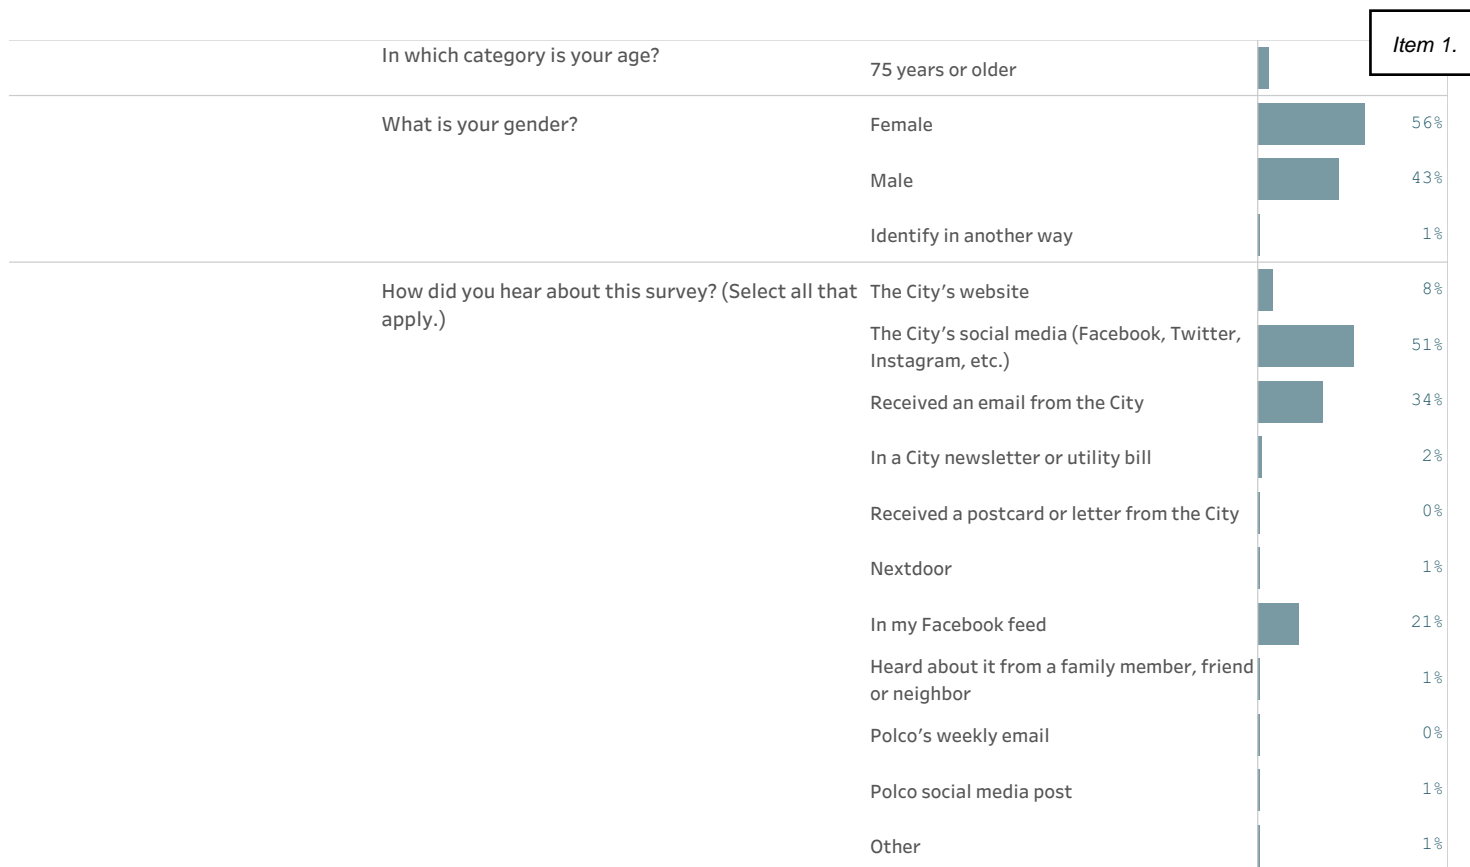 Item 1.
In which category is your age?
75 years or older
What is your gender?
Female
56%
Male
43%
Identify in another way
1%
How did you hear about this survey? (Select all that
apply.)
The City’s website
8%
The City’s social media (Facebook, Twitter,
Instagram, etc.)
51%
Received an email from the City
34%
In a City newsletter or utility bill
2%
Received a postcard or letter from the City
0%
Nextdoor
1%
In my Facebook feed
21%
Heard about it from a family member, friend
or neighbor
1%
Polco’s weekly email
0%
Polco social media post
1%
Other
1%